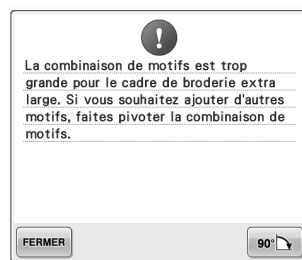 La combinaison de motifs est trop
grande pour le cadre de broderie extra
large. Si vous souhaitez ajouter d'autres
motifs, faites pivoter la combinaison de
motifs.
FERMER
90°